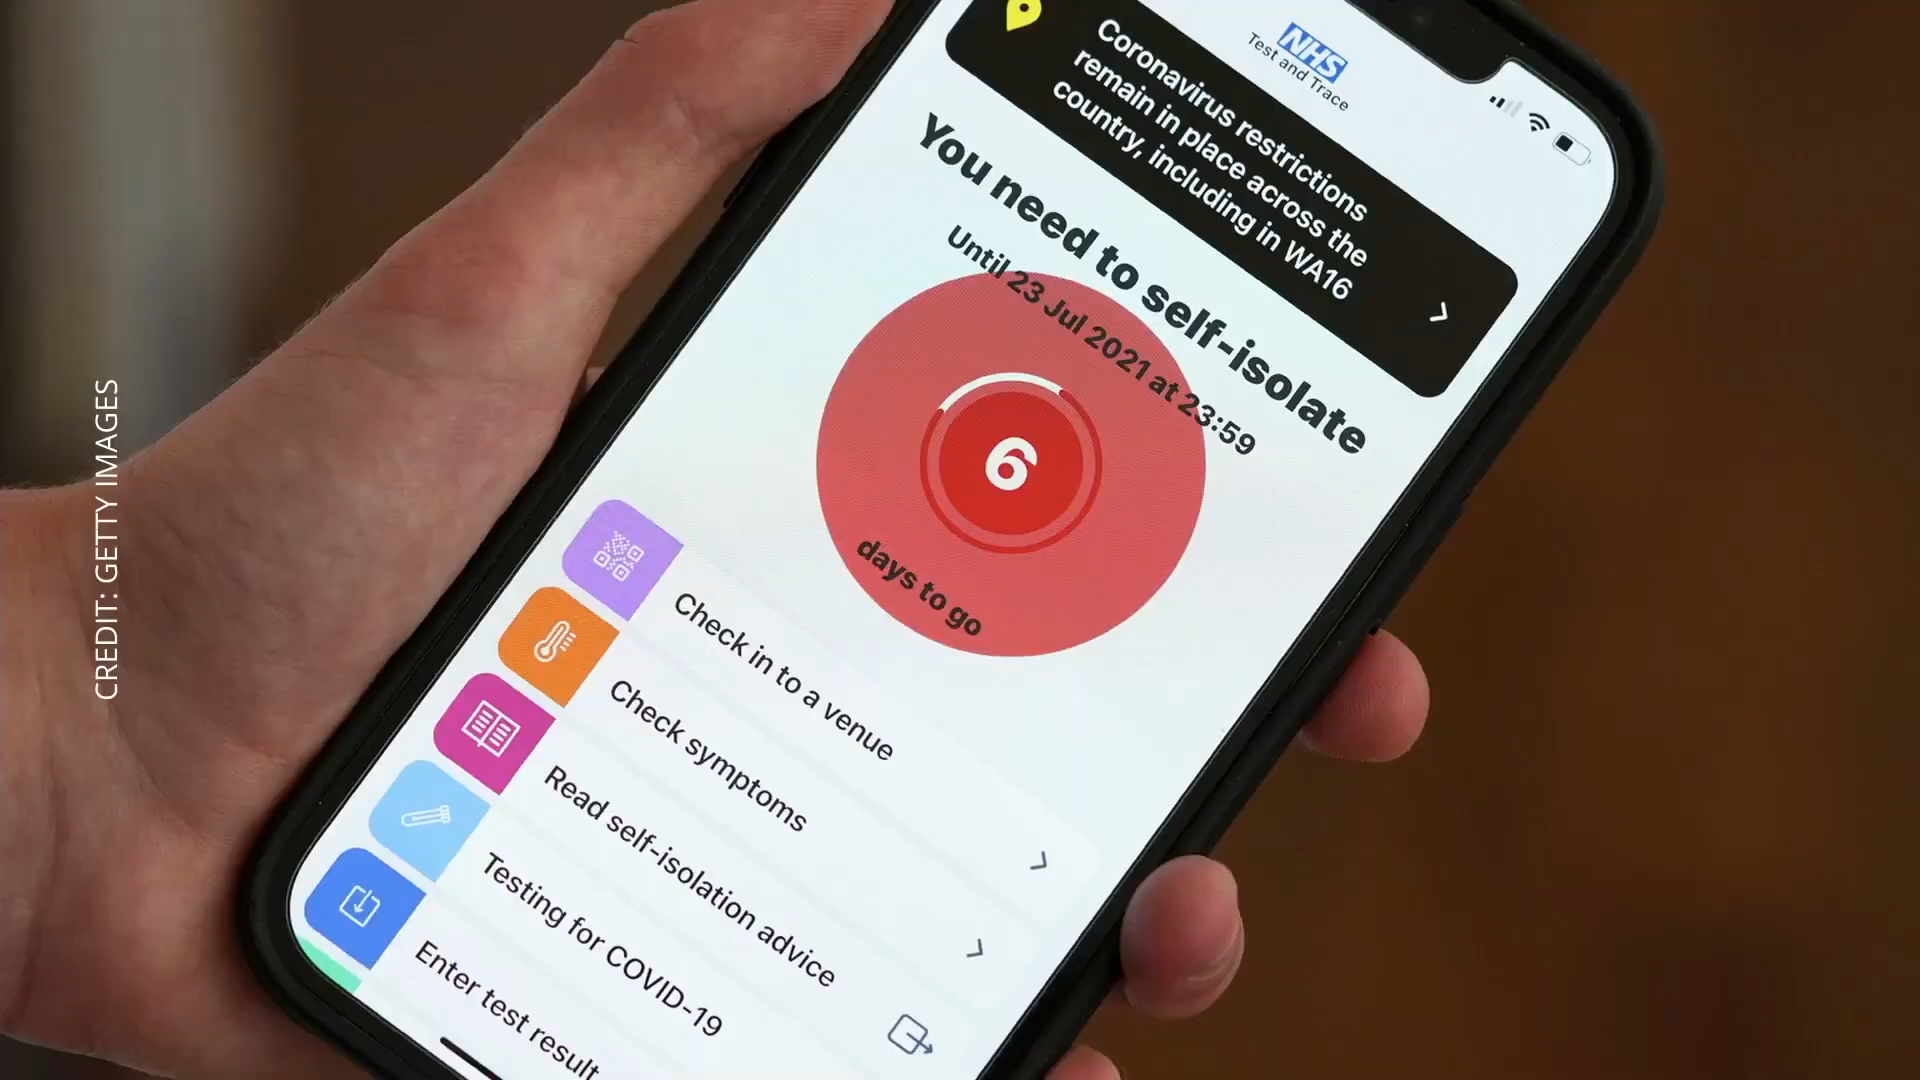 NHS
Test and Trace
Coronavirus restrictions
remain in place across the
country, including in WA16
You need to self-isolate
Until 23 Jul 2021 at 23:59
6
days to go
Check in to a venue
Check symptoms
Read self-isolation advice
Testing for COVID-19
Enter test result
CREDIT: GETTY IMAGES